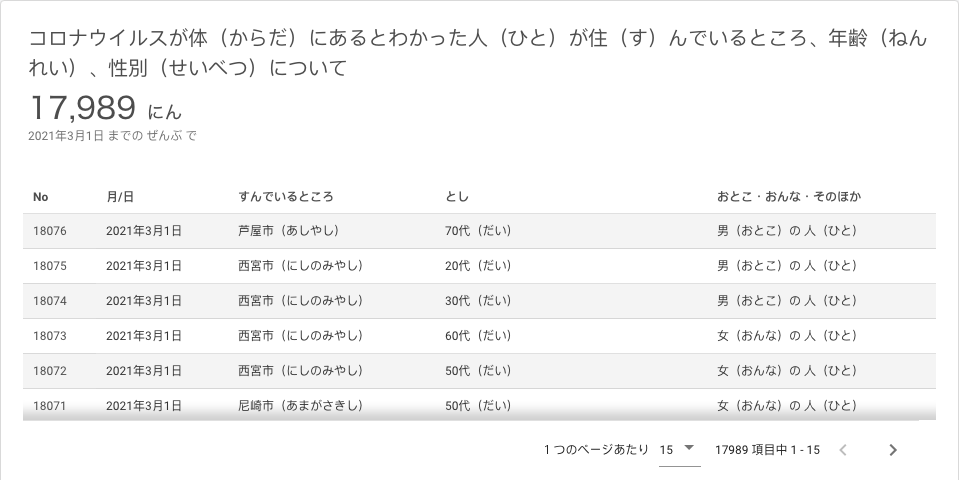 コロナウイルスが体（からだ）にあるとわかった人（ひと）が住（す）んでいるところ、年齢（ねん
れい）、性別（せいべつ）について
17,989 にん
2021年3月1日 までの ぜんぶ で
No 月/日 すんでいるところ とし おとこ・おんな・そのほか
18076 2021年3月1日 芦屋市（あしやし） 70代（だい） 男（おとこ）の 人（ひと）
18075 2021年3月1日 西宮市（にしのみやし） 20代（だい） 男（おとこ）の 人（ひと）
18074 2021年3月1日 西宮市（にしのみやし） 30代（だい） 男（おとこ）の 人（ひと）
18073 2021年3月1日 西宮市（にしのみやし） 60代（だい） 女（おんな）の 人（ひと）
18072 2021年3月1日 西宮市（にしのみやし） 50代（だい） 女（おんな）の 人（ひと）
18071 2021年3月1日 尼崎市（あまがさきし） 50代（だい） 女（おんな）の 人（ひと）
1 つのページあたり 15 17989 項目中 1 - 15